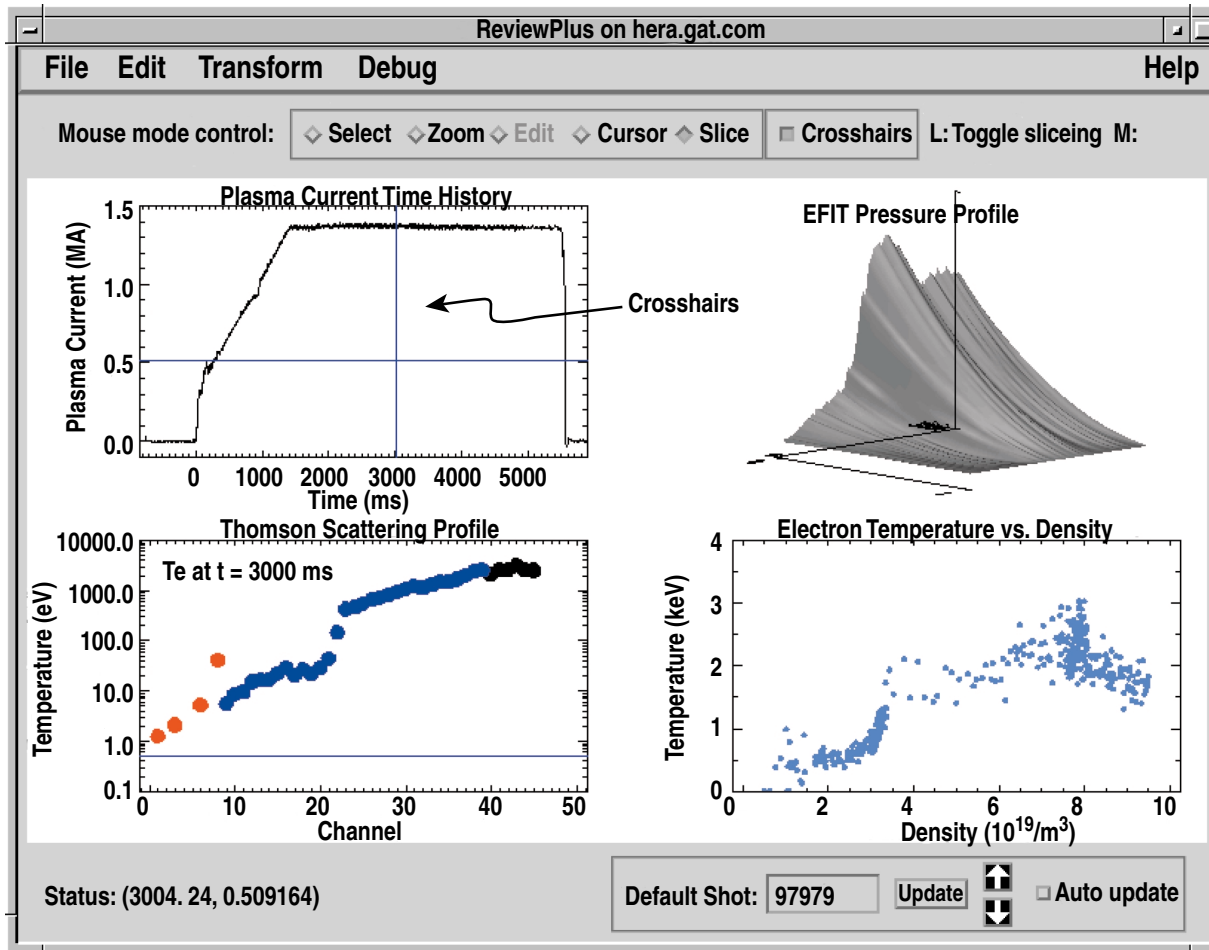 ReviewPlus on hera.gat.com
File Edit Transform Debug Help
Mouse mode control: Select Zoom Edit Cursor Slice Crosshairs L: Toggle sliceing M:
Plasma Current Time History
Plasma Current (MA)
1.5
1.0
0.5
0.0
0 1000 2000 3000 4000 5000
Time (ms)
Crosshairs
EFIT Pressure Profile
Thomson Scattering Profile
Te at t = 3000 ms
Temperature (eV)
10000.0
1000.0
100.0
10.0
1.0
0.1
0 10 20 30 40 50
Channel
Electron Temperature vs. Density
Temperature (keV)
4
3
2
1
0
0 2 4 6 8 10
Density (10¹⁹/m³)
Status: (3004. 24, 0.509164)
Default Shot: 97979 Update Auto update